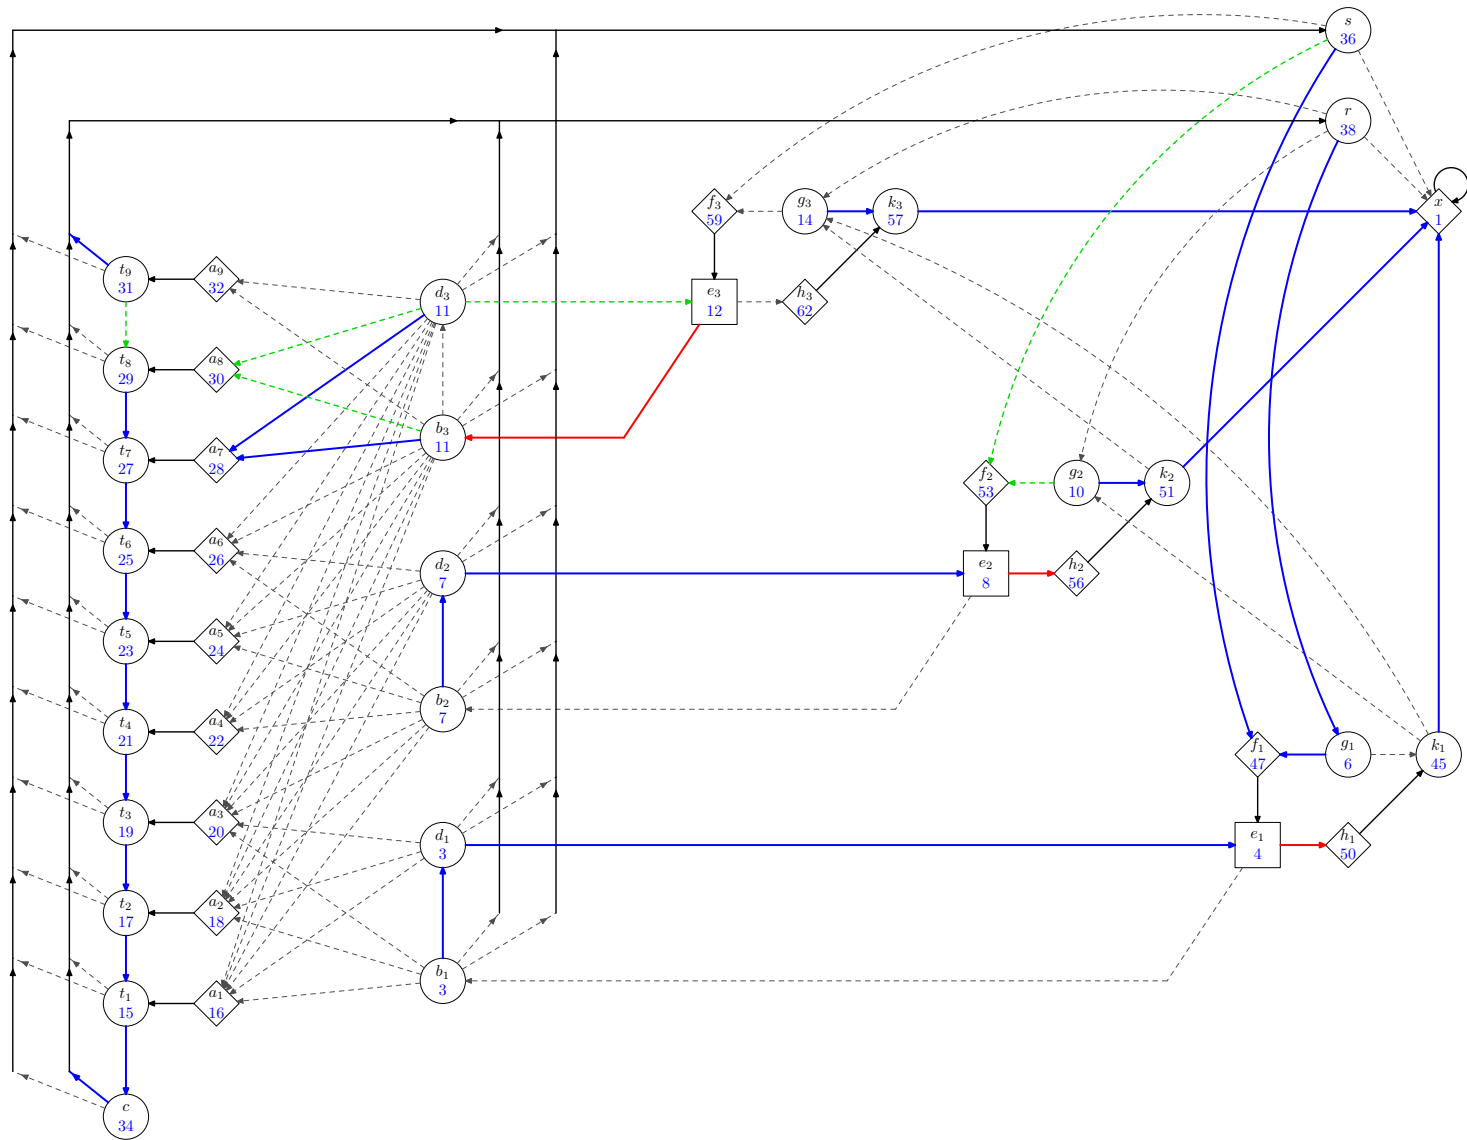 s
36
r
38
f₃
59
g₃
14
k₃
57
x
1
t₉
31
a₉
32
d₃
11
e₃
12
h₃
62
t₈
29
a₈
30
b₃
11
t₇
27
a₇
28
f₂
53
g₂
10
k₂
51
t₆
25
a₆
26
d₂
7
e₂
8
h₂
56
t₅
23
a₅
24
b₂
7
t₄
21
a₄
22
f₁
47
g₁
6
k₁
45
t₃
19
a₃
20
d₁
3
e₁
4
h₁
50
t₂
17
a₂
18
b₁
3
t₁
15
a₁
16
c
34